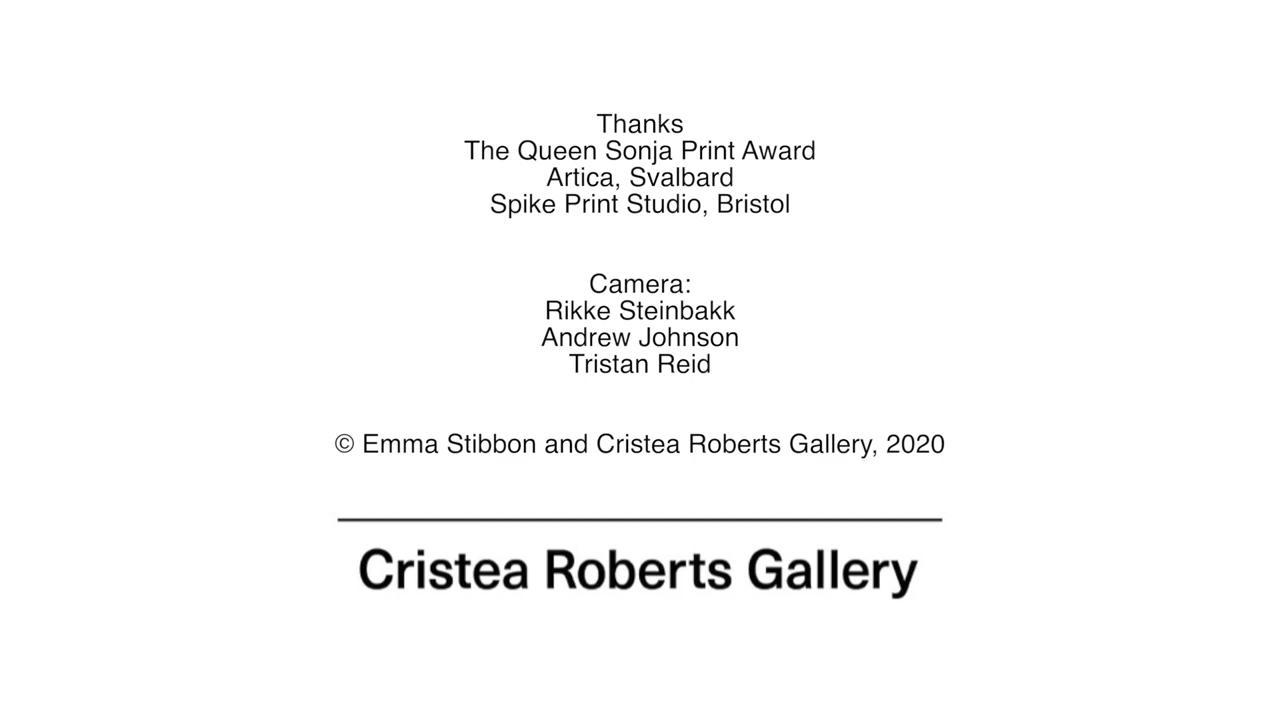 Thanks
The Queen Sonja Print Award
Artica, Svalbard
Spike Print Studio, Bristol
Camera:
Rikke Steinbakk
Andrew Johnson
Tristan Reid
© Emma Stibbon and Cristea Roberts Gallery, 2020
Cristea Roberts Gallery